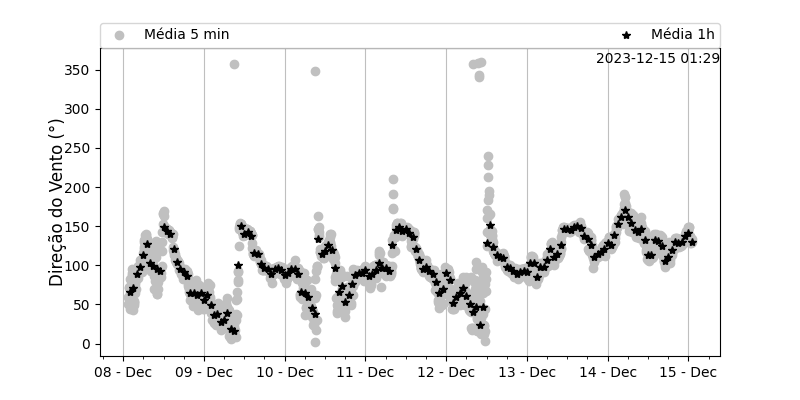 Média 5 min
Média 1h
2023-12-15 01:29
Direção do Vento (°)
350
300
250
200
150
100
50
0
08 - Dec
09 - Dec
10 - Dec
11 - Dec
12 - Dec
13 - Dec
14 - Dec
15 - Dec